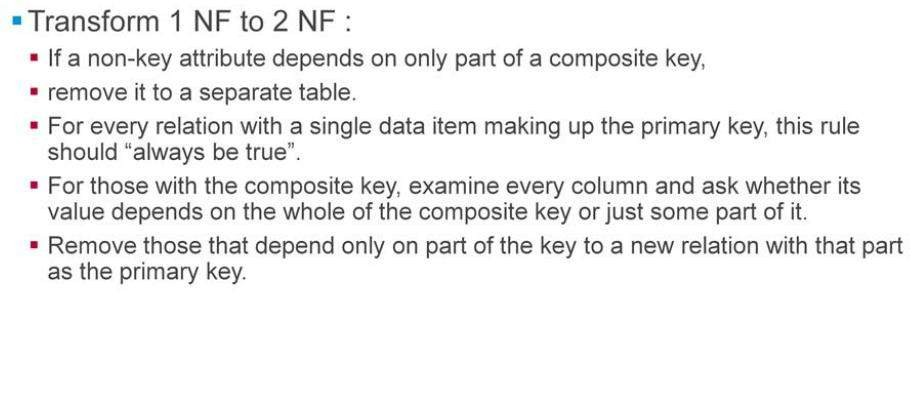 Transform 1 NF to 2 NF :
If a non-key attribute depends on only part of a composite key,
remove it to a separate table.
For every relation with a single data item making up the primary key, this rule
should “always be true”.
For those with the composite key, examine every column and ask whether its
value depends on the whole of the composite key or just some part of it.
Remove those that depend only on part of the key to a new relation with that part
as the primary key.